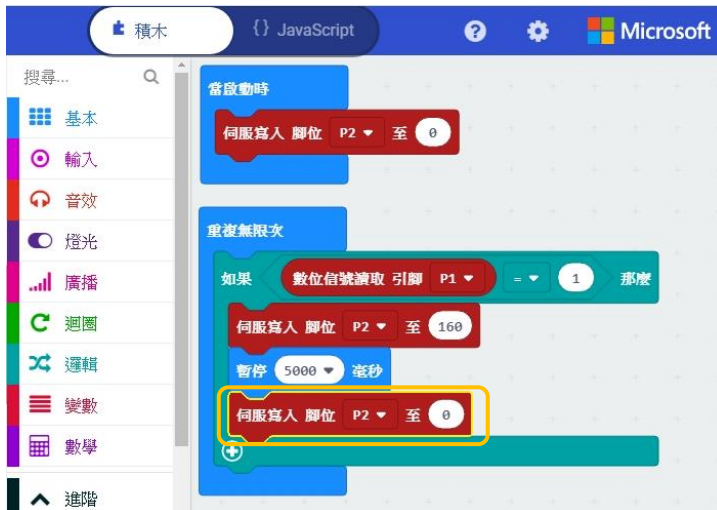 積木
{} JavaScript
?
Microsoft
搜尋...
基本
輸入
音效
燈光
廣播
迴圈
邏輯
變數
數學
進階
當啟動時
伺服寫入 腳位 P2 至 0
重複無限次
如果 數位信號讀取 引腳 P1 = 1 那麼
伺服寫入 腳位 P2 至 160
暫停 5000 毫秒
伺服寫入 腳位 P2 至 0